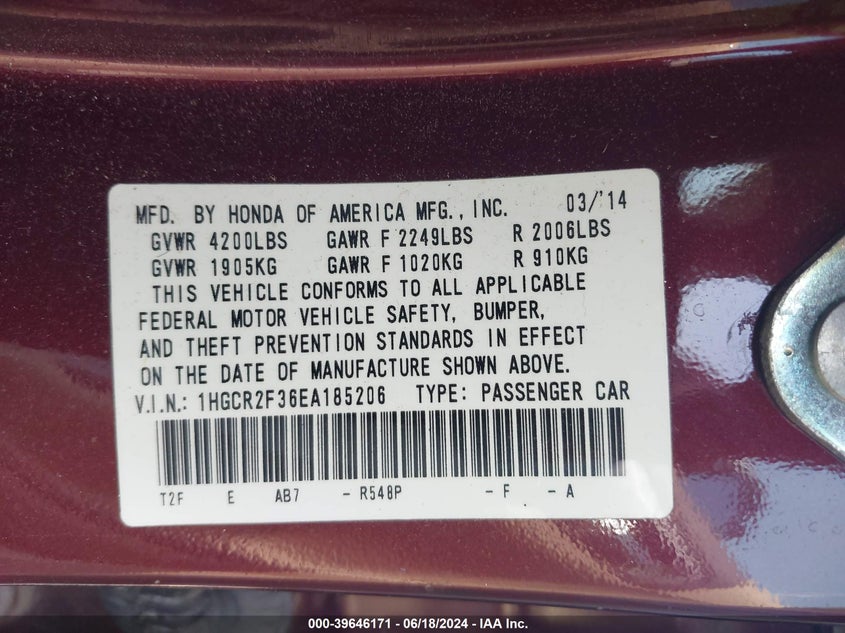 MFD. BY HONDA OF AMERICA MFG., INC. 03/'14
GVWR 4200LBS GAWR F 2249LBS R 2006LBS
GVWR 1905KG GAWR F 1020KG R 910KG
THIS VEHICLE CONFORMS TO ALL APPLICABLE
FEDERAL MOTOR VEHICLE SAFETY, BUMPER,
AND THEFT PREVENTION STANDARDS IN EFFECT
ON THE DATE OF MANUFACTURE SHOWN ABOVE.
V.I.N.: 1HGCR2F36EA185206 TYPE: PASSENGER CAR
T2F E AB7 - R548P - F - A
000-39646171 - 06/18/2024 - IAA Inc.